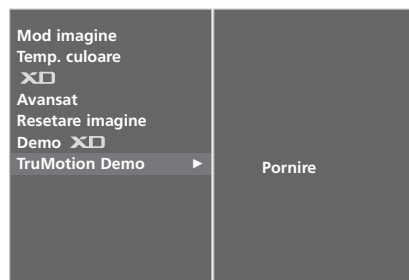 Mod imagine
Temp. culoare
XD
Avansat
Resetare imagine
Demo XD
TruMotion Demo ►
Pornire